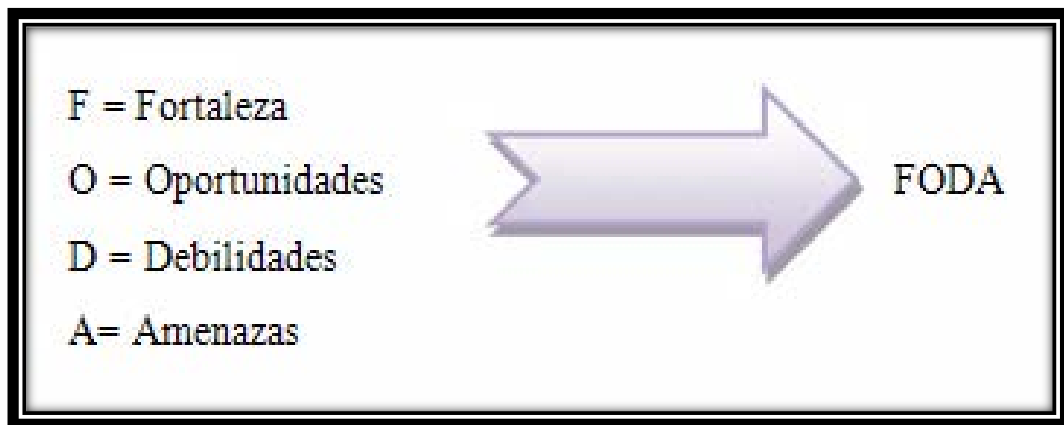 F = Fortaleza
O = Oportunidades
D = Debilidades
A= Amenazas
FODA